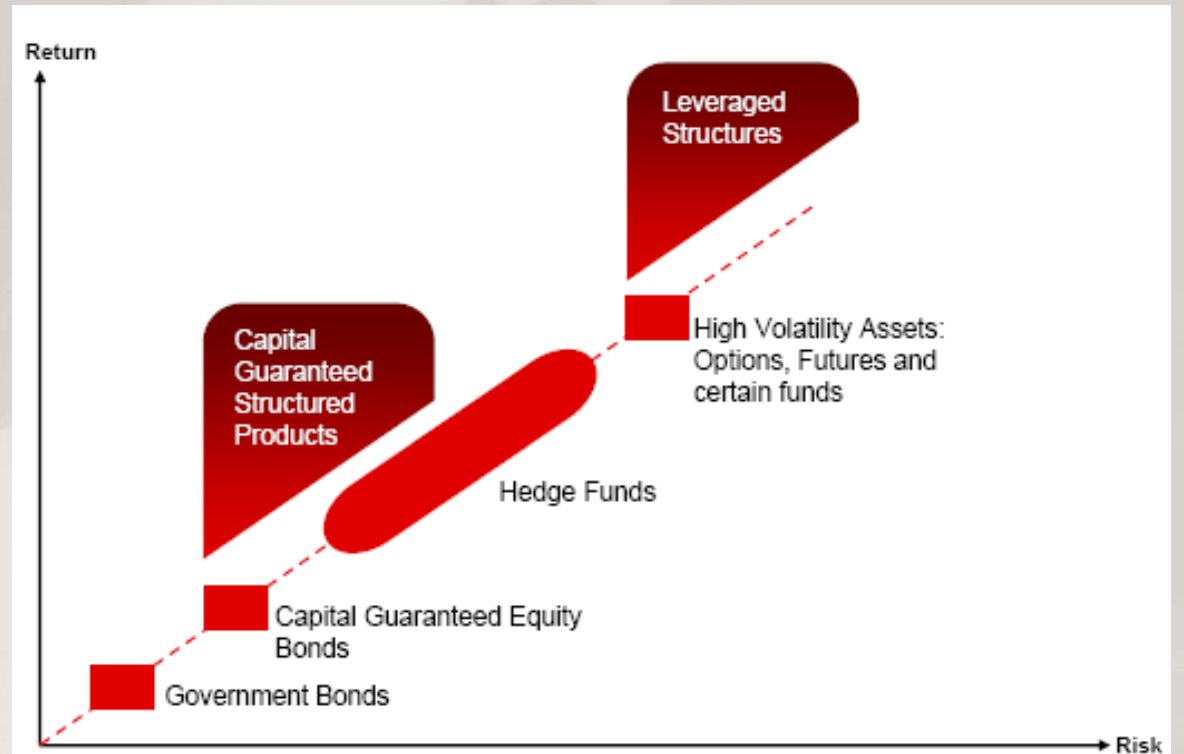 Return
Leveraged
Structures
Capital
Guaranteed
Structured
Products
High Volatility Assets:
Options, Futures and
certain funds
Hedge Funds
Capital Guaranteed Equity
Bonds
Government Bonds
Risk